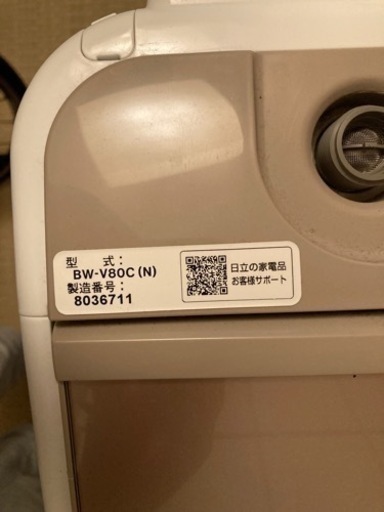 型 式：
BW-V80C(N)
製造番号：
8036711
日立の家電品
お客様サポート